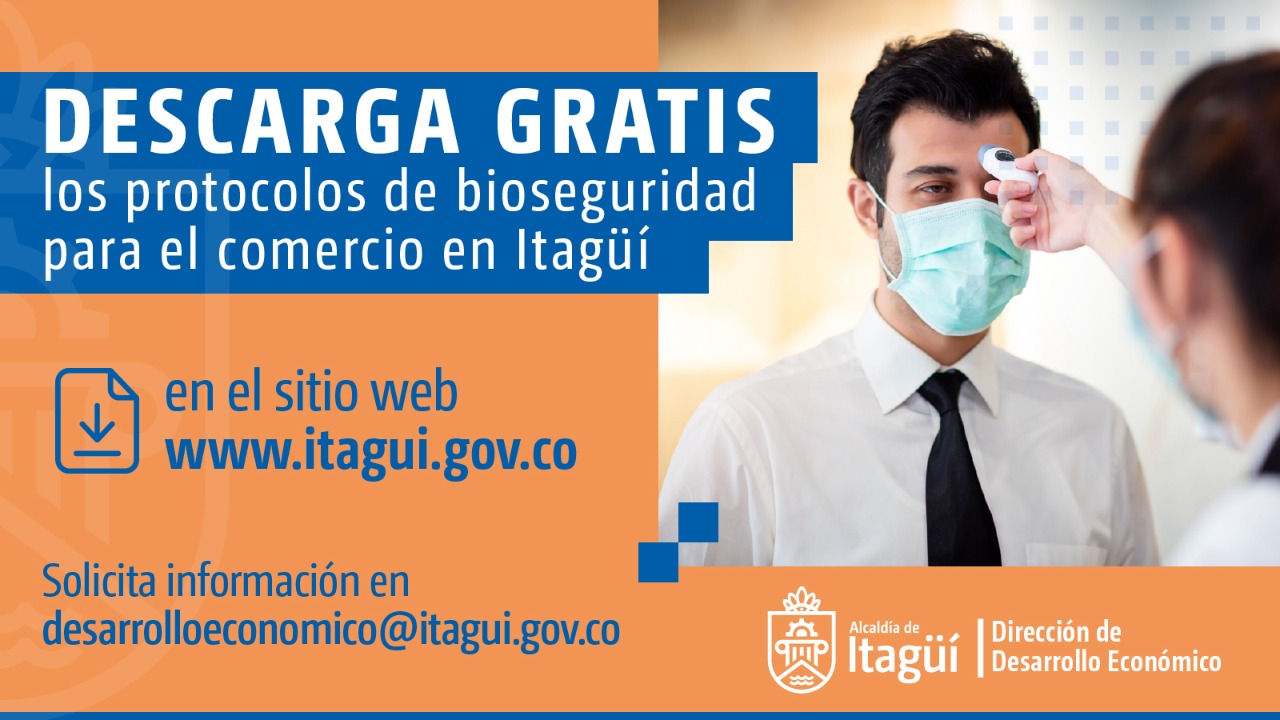 DESCARGA GRATIS
los protocolos de bioseguridad
para el comercio en Itagüí
en el sitio web
www.itagui.gov.co
Solicita información en
desarrolloeconomico@itagui.gov.co
Alcaldía de
Itagüí
Dirección de
Desarrollo Económico